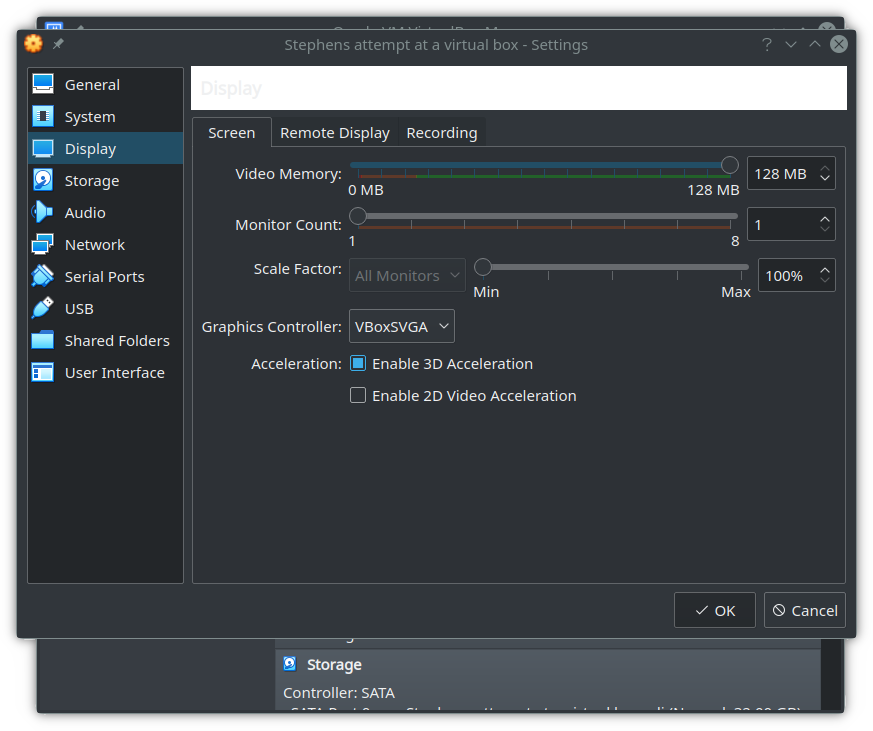 Stephens attempt at a virtual box - Settings
General
System
Display
Storage
Audio
Network
Serial Ports
USB
Shared Folders
User Interface
Display
Screen Remote Display Recording
Video Memory: 128 MB
0 MB 128 MB
Monitor Count: 1
1 8
Scale Factor: All Monitors 100%
Min Max
Graphics Controller: VBoxSVGA
Acceleration: Enable 3D Acceleration
Enable 2D Video Acceleration
OK Cancel
Storage
Controller: SATA